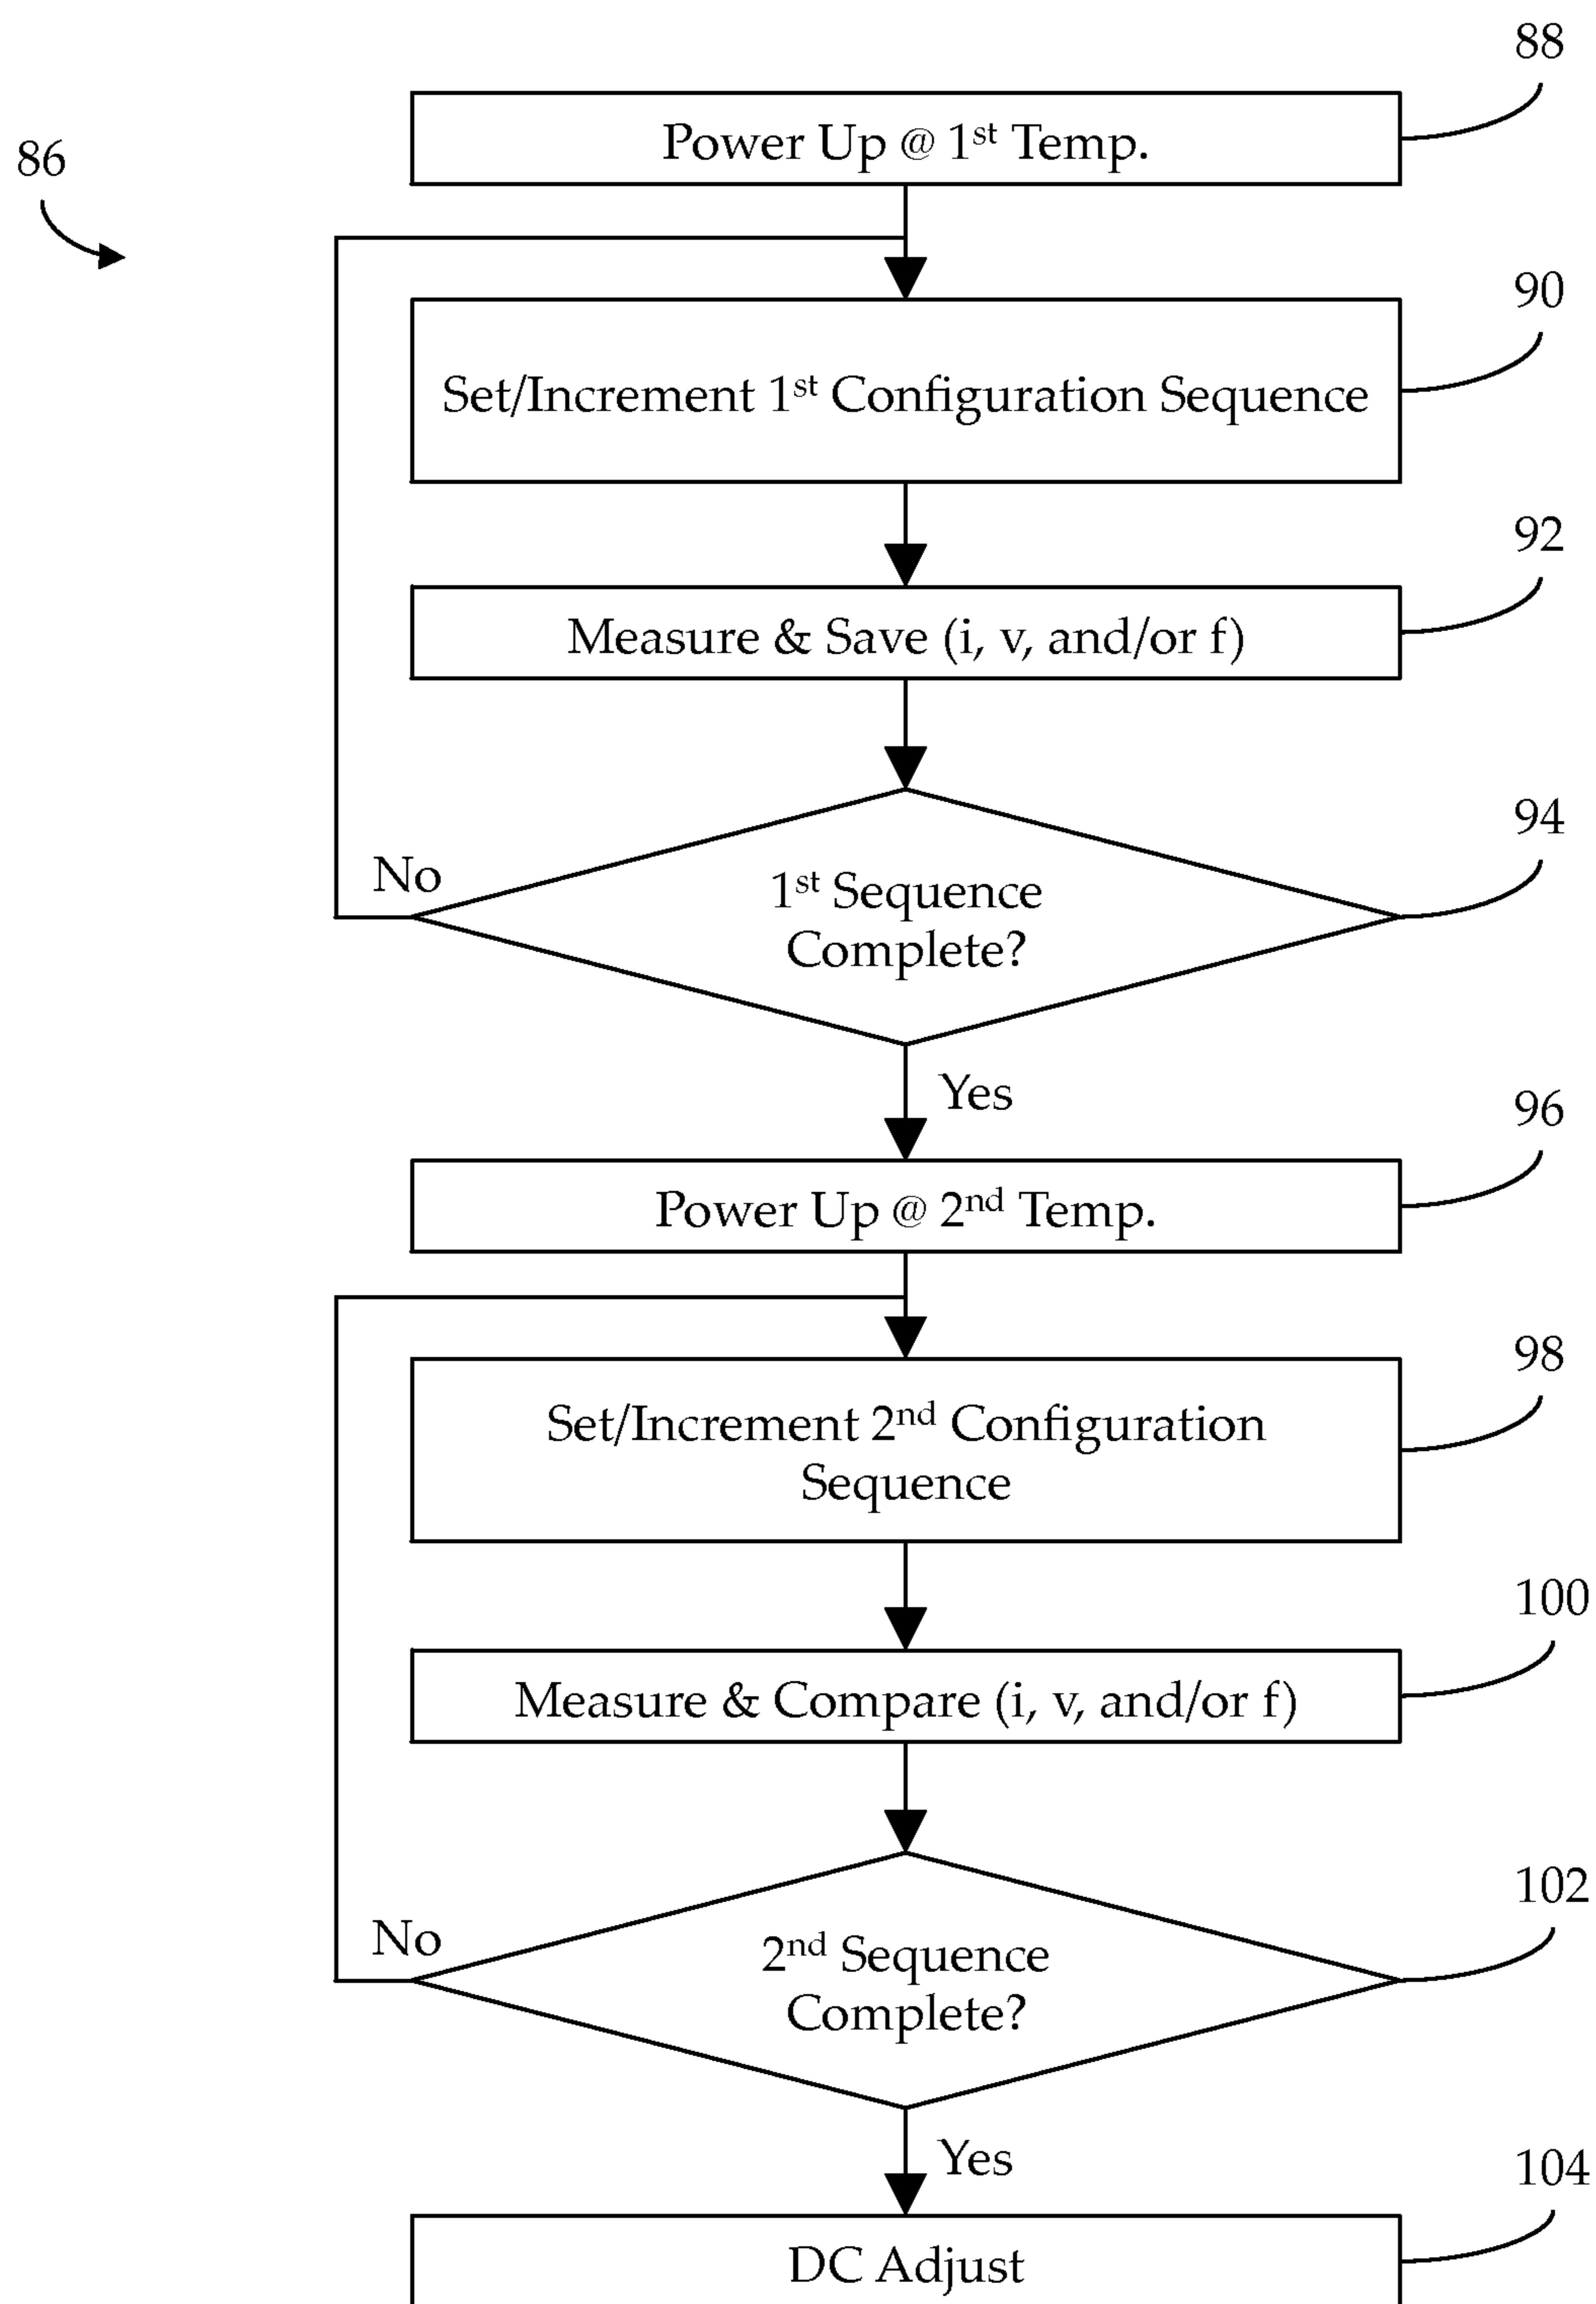 88
Power Up @ 1st Temp.
86
90
Set/Increment 1st Configuration Sequence
92
Measure & Save (i, v, and/or f)
94
No
1st Sequence
Complete?
Yes
96
Power Up @ 2nd Temp.
98
Set/Increment 2nd Configuration
Sequence
100
Measure & Compare (i, v, and/or f)
102
No
2nd Sequence
Complete?
Yes
104
DC Adjust